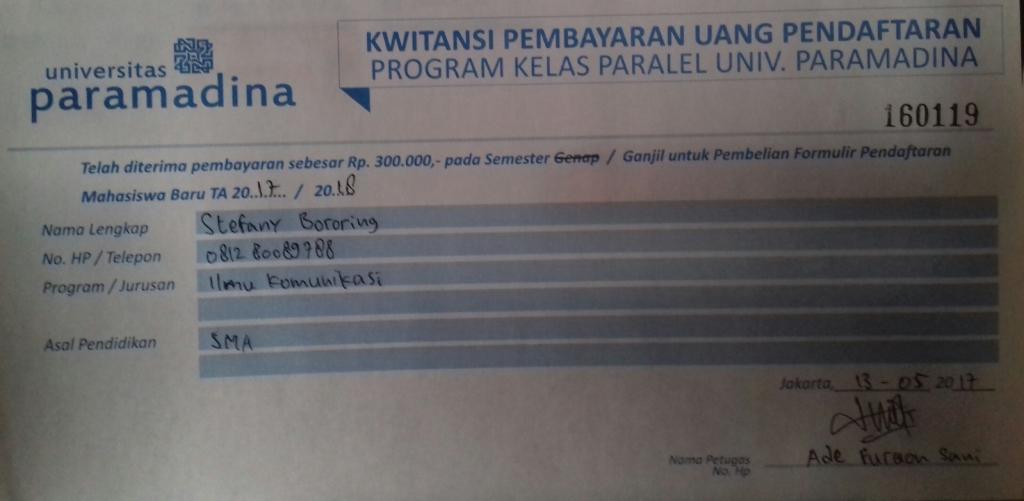 universitas
paramadina
KWITANSI PEMBAYARAN UANG PENDAFTARAN
PROGRAM KELAS PARALEL UNIV. PARAMADINA
160119
Telah diterima pembayaran sebesar Rp. 300.000,- pada Semester Genap / Ganjil untuk Pembelian Formulir Pendaftaran
Mahasiswa Baru TA 20..17... / 20.18
Nama Lengkap Stefany Bororing
No. HP / Telepon 0812 80089788
Program / Jurusan Ilmu Komunikasi
Asal Pendidikan SMA
Jakarta, 13 - 05 2017
Nama Petugas Ade Sani
No. Hp